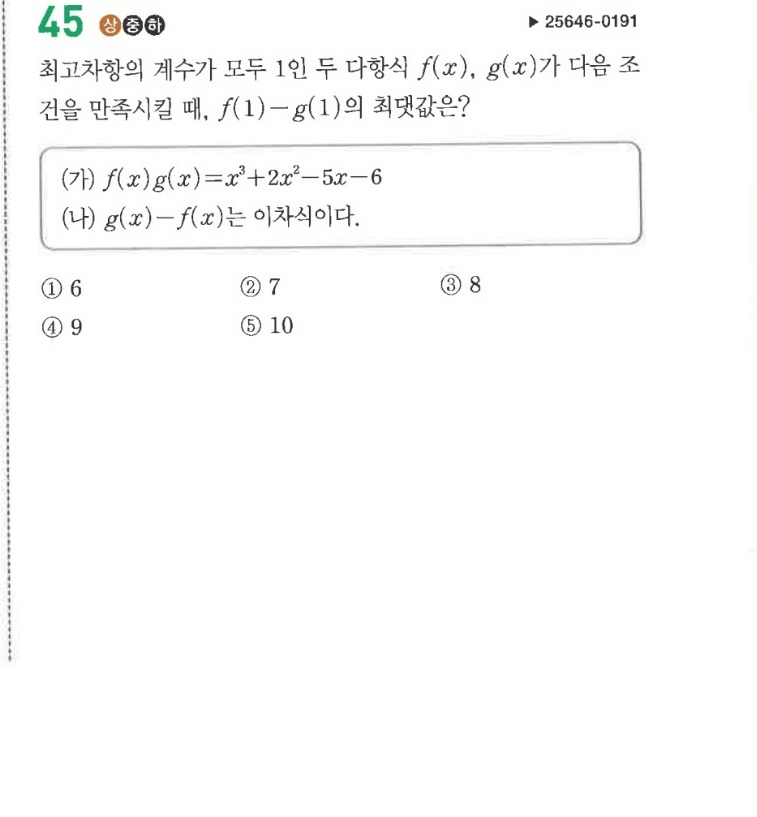 45 상중하 ▶ 25646-0191
최고차항의 계수가 모두 1인 두 다항식 f(x), g(x)가 다음 조
건을 만족시킬 때, f(1)-g(1)의 최댓값은?
(가) f(x)g(x)=x³+2x²-5x-6
(나) g(x)-f(x)는 이차식이다.
① 6 ② 7 ③ 8
④ 9 ⑤ 10